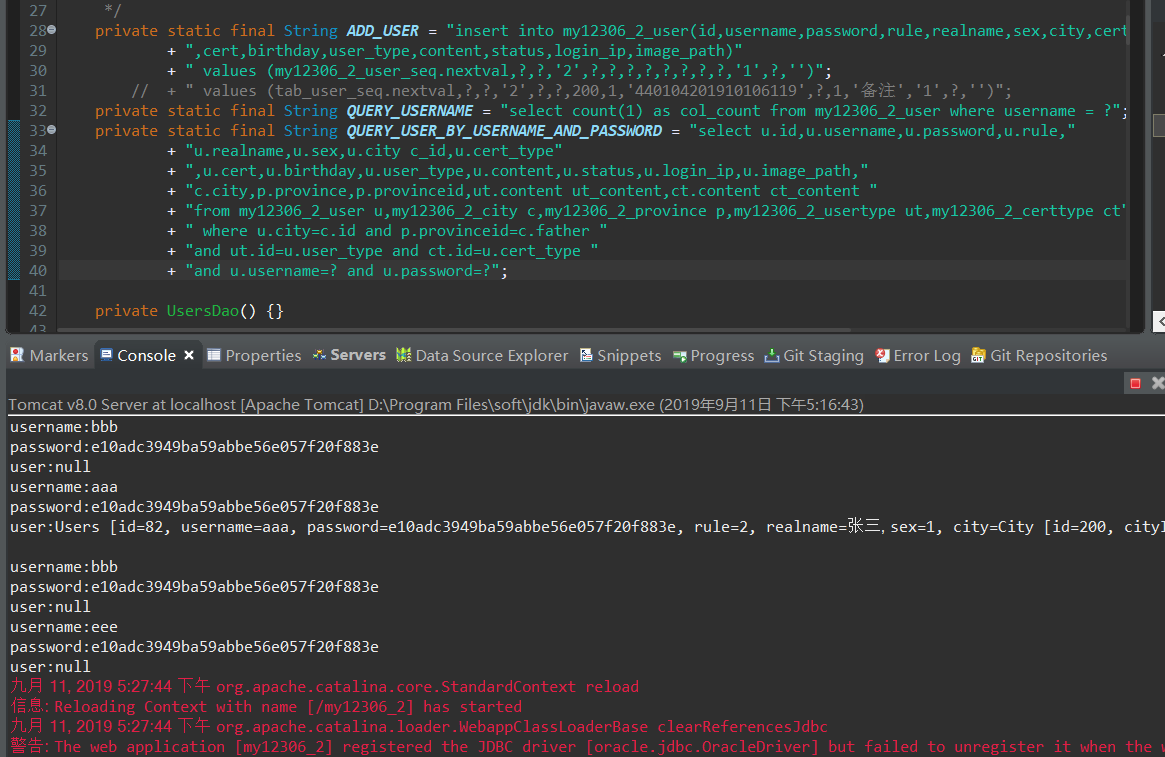 27 */
28 private static final String ADD_USER = "insert into my12306_2_user(id,username,password,rule,realname,sex,city,cert
29 + ",cert,birthday,user_type,content,status,login_ip,image_path)"
30 + " values (my12306_2_user_seq.nextval,?,?,'2',?,?,?,?,?,?,?,?,'1',?,'')";
31 // + " values (tab_user_seq.nextval,?,?,'2',?,?,200,1,'440104201910106119',?,1,'备注','1',?,'')";
32 private static final String QUERY_USERNAME = "select count(1) as col_count from my12306_2_user where username = ?";
33 private static final String QUERY_USER_BY_USERNAME_AND_PASSWORD = "select u.id,u.username,u.password,u.rule,"
34 + "u.realname,u.sex,u.city c_id,u.cert_type"
35 + ",u.cert,u.birthday,u.user_type,u.content,u.status,u.login_ip,u.image_path,"
36 + "c.city,p.province,p.provinceid,ut.content ut_content,ct.content ct_content "
37 + "from my12306_2_user u,my12306_2_city c,my12306_2_province p,my12306_2_usertype ut,my12306_2_certtype ct"
38 + " where u.city=c.id and p.provinceid=c.father "
39 + "and ut.id=u.user_type and ct.id=u.cert_type "
40 + "and u.username=? and u.password=?";
41
42 private UsersDao() {}
43
Markers Console Properties Servers Data Source Explorer Snippets Progress Git Staging Error Log Git Repositories
Tomcat v8.0 Server at localhost [Apache Tomcat] D:\Program Files\soft\jdk\bin\javaw.exe (2019年9月11日 下午5:16:43)
username:bbb
password:e10adc3949ba59abbe56e057f20f883e
user:null
username:aaa
password:e10adc3949ba59abbe56e057f20f883e
user:Users [id=82, username=aaa, password=e10adc3949ba59abbe56e057f20f883e, rule=2, realname=张三,sex=1, city=City [id=200, cityI
username:bbb
password:e10adc3949ba59abbe56e057f20f883e
user:null
username:eee
password:e10adc3949ba59abbe56e057f20f883e
user:null
九月 11, 2019 5:27:44 下午 org.apache.catalina.core.StandardContext reload
信息: Reloading Context with name [/my12306_2] has started
九月 11, 2019 5:27:44 下午 org.apache.catalina.loader.WebappClassLoaderBase clearReferencesJdbc
警告: The web application [my12306_2] registered the JDBC driver [oracle.jdbc.OracleDriver] but failed to unregister it when the w